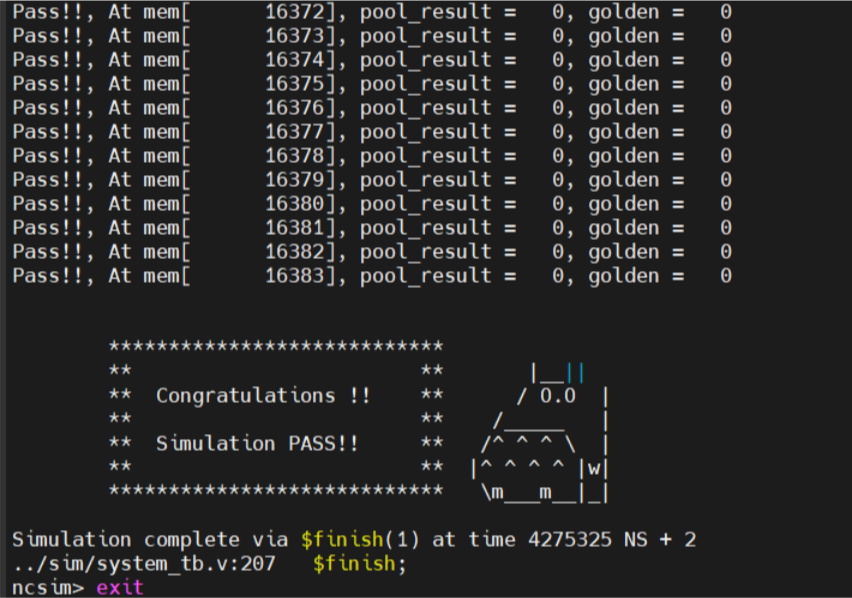 Pass!!, At mem[      16372], pool_result =   0, golden =   0
Pass!!, At mem[      16373], pool_result =   0, golden =   0
Pass!!, At mem[      16374], pool_result =   0, golden =   0
Pass!!, At mem[      16375], pool_result =   0, golden =   0
Pass!!, At mem[      16376], pool_result =   0, golden =   0
Pass!!, At mem[      16377], pool_result =   0, golden =   0
Pass!!, At mem[      16378], pool_result =   0, golden =   0
Pass!!, At mem[      16379], pool_result =   0, golden =   0
Pass!!, At mem[      16380], pool_result =   0, golden =   0
Pass!!, At mem[      16381], pool_result =   0, golden =   0
Pass!!, At mem[      16382], pool_result =   0, golden =   0
Pass!!, At mem[      16383], pool_result =   0, golden =   0
        ****************************
        **                        **       |__||
        **  Congratulations !!    **      / 0.0  |
        **                        **    /_____   |
        **  Simulation PASS!!     **   /^ ^ ^ \  |
        **                        **  |^ ^ ^ ^ |w|
        ****************************   \m___m__|_|
Simulation complete via $finish(1) at time 4275325 NS + 2
../sim/system_tb.v:207   $finish;
ncsim> exit